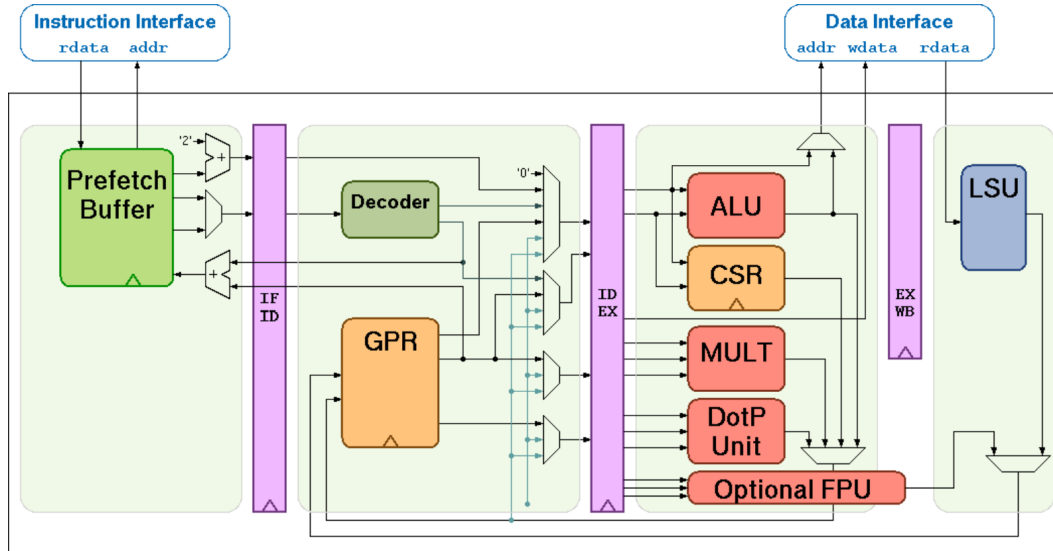 Instruction Interface
rdata addr
Data Interface
addr wdata rdata
'2'
+
Prefetch
Buffer
+
IF
ID
Decoder
GPR
'0'
ID
EX
ALU
CSR
MULT
DotP
Unit
Optional FPU
EX
WB
LSU